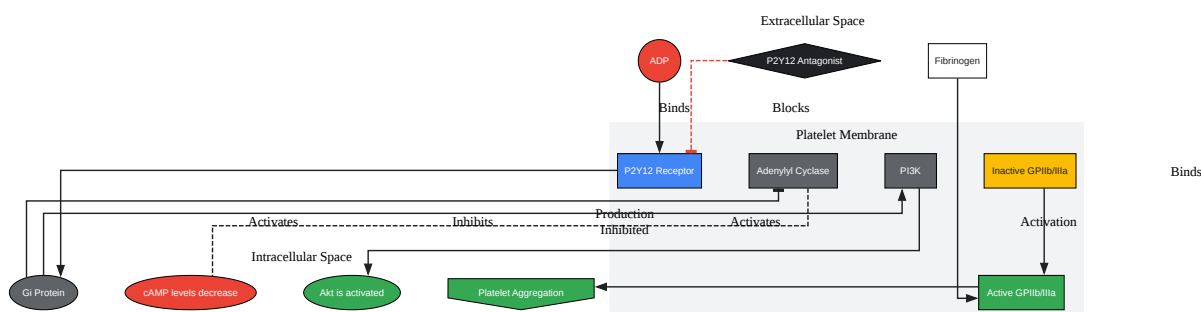 Extracellular Space
ADP
P2Y12 Antagonist
Fibrinogen
Binds
Blocks
Platelet Membrane
P2Y12 Receptor
Adenylyl Cyclase
PI3K
Inactive GPIIb/IIIa
Binds
Activates
Inhibits
Production
Inhibited
Activates
Activation
Intracellular Space
Gi Protein
cAMP levels decrease
Akt is activated
Platelet Aggregation
Active GPIIb/IIIa